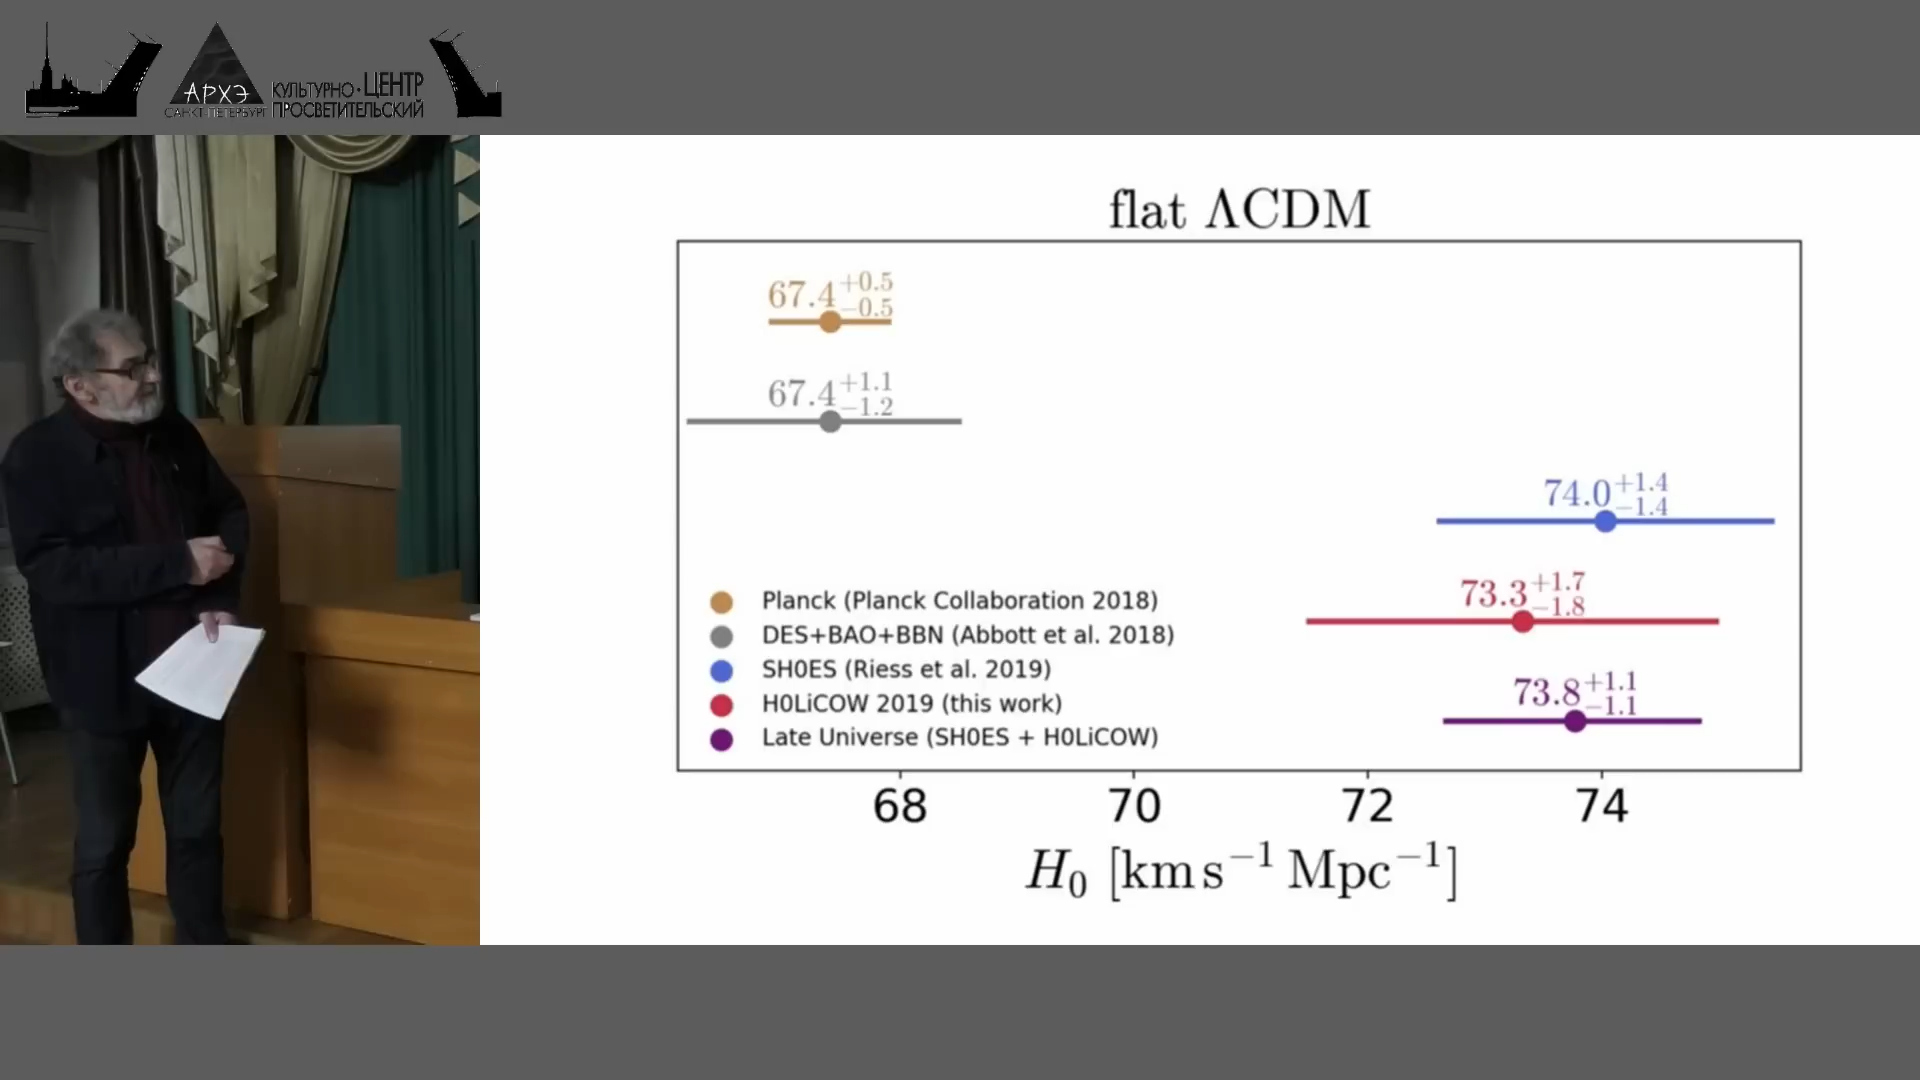 АРХЭ
САНКТ-ПЕТЕРБУРГ
КУЛЬТУРНО-ЦЕНТР
ПРОСВЕТИТЕЛЬСКИЙ
flat ΛCDM
67.4 +0.5 −0.5
67.4 +1.1 −1.2
74.0 +1.4 −1.4
73.3 +1.7 −1.8
73.8 +1.1 −1.1
Planck (Planck Collaboration 2018)
DES+BAO+BBN (Abbott et al. 2018)
SH0ES (Riess et al. 2019)
H0LiCOW 2019 (this work)
Late Universe (SH0ES + H0LiCOW)
68 70 72 74
H₀ [km s⁻¹ Mpc⁻¹]